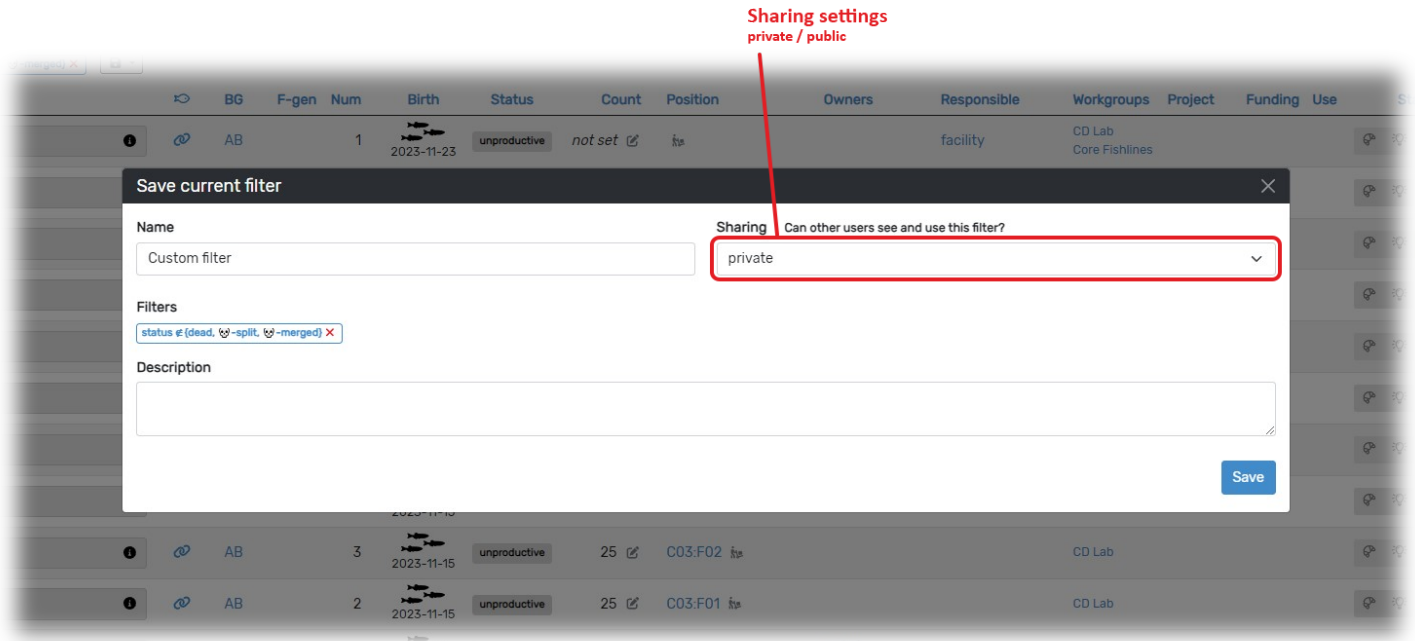 Sharing settings
private / public
BG F-gen Num Birth Status Count Position Owners Responsible Workgroups Project Funding Use
AB 1 2023-11-23 unproductive not set facility CD Lab
Core Fishlines
Save current filter
Name Sharing Can other users see and use this filter?
Custom filter private
Filters
status ∉ {dead, -split, -merged} ×
Description
Save
AB 3 2023-11-15 unproductive 25 C03:F02 CD Lab
AB 2 2023-11-15 unproductive 25 C03:F01 CD Lab